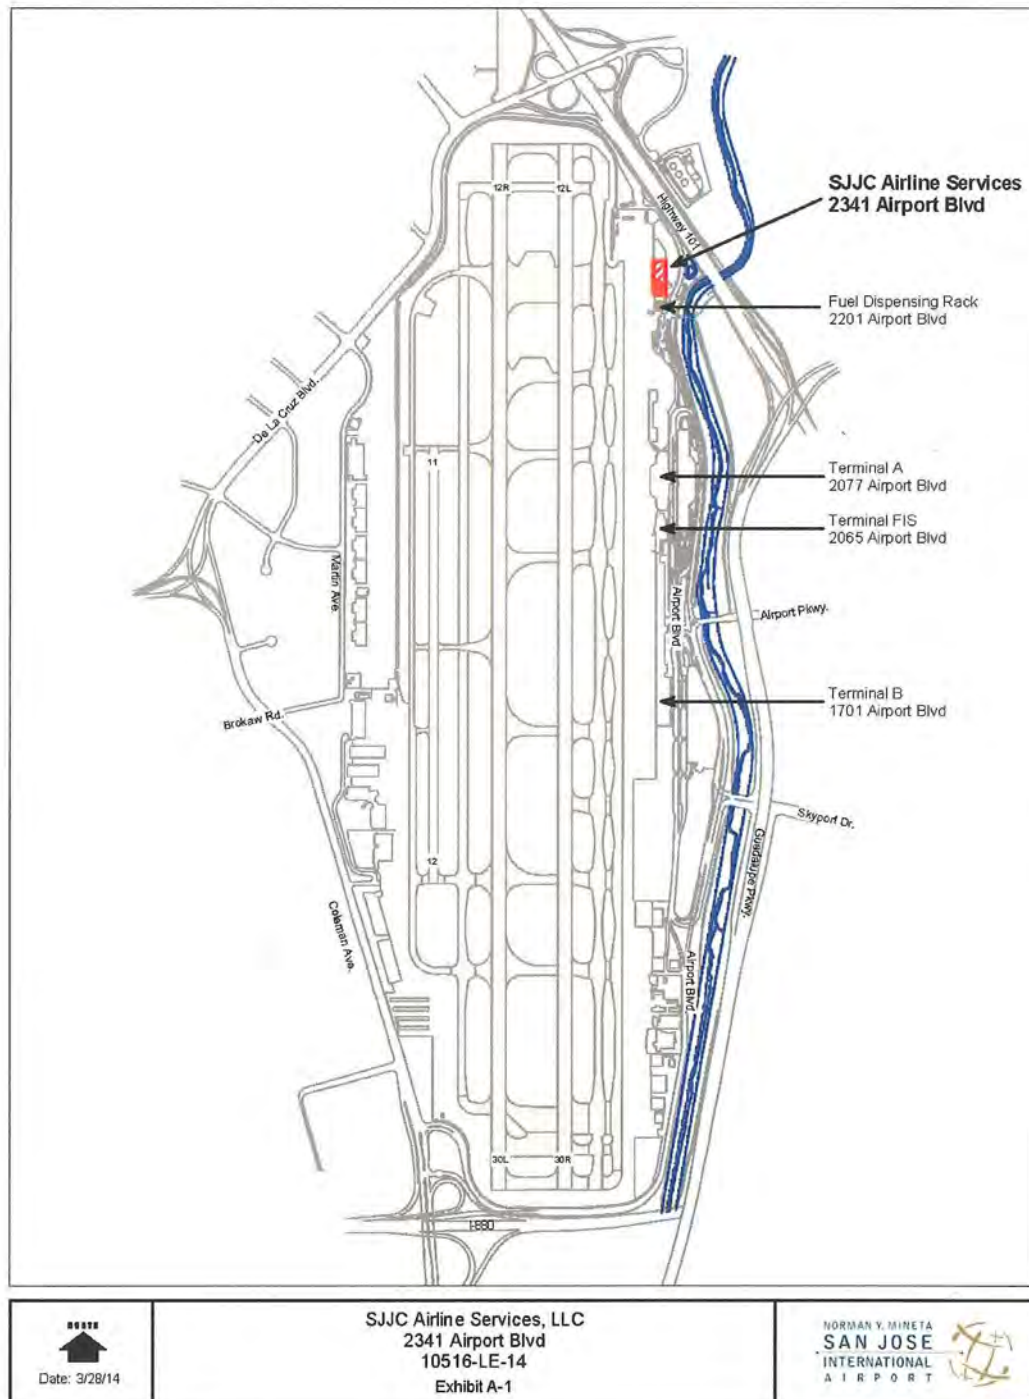 12R
12L
Highway 101
SJJC Airline Services
2341 Airport Blvd
Fuel Dispensing Rack
2201 Airport Blvd
De La Cruz Blvd.
11
Terminal A
2077 Airport Blvd
Terminal FIS
2065 Airport Blvd
Martin Ave.
Airport Blvd
Airport Pkwy.
Terminal B
1701 Airport Blvd
Brokaw Rd.
Skyport Dr.
Guadalupe Pkwy.
12
Coleman Ave.
Airport Blvd.
30L
30R
I-880
NORTH
Date: 3/28/14
SJJC Airline Services, LLC
2341 Airport Blvd
10516-LE-14
Exhibit A-1
NORMAN Y. MINETA
SAN JOSE
INTERNATIONAL
AIRPORT